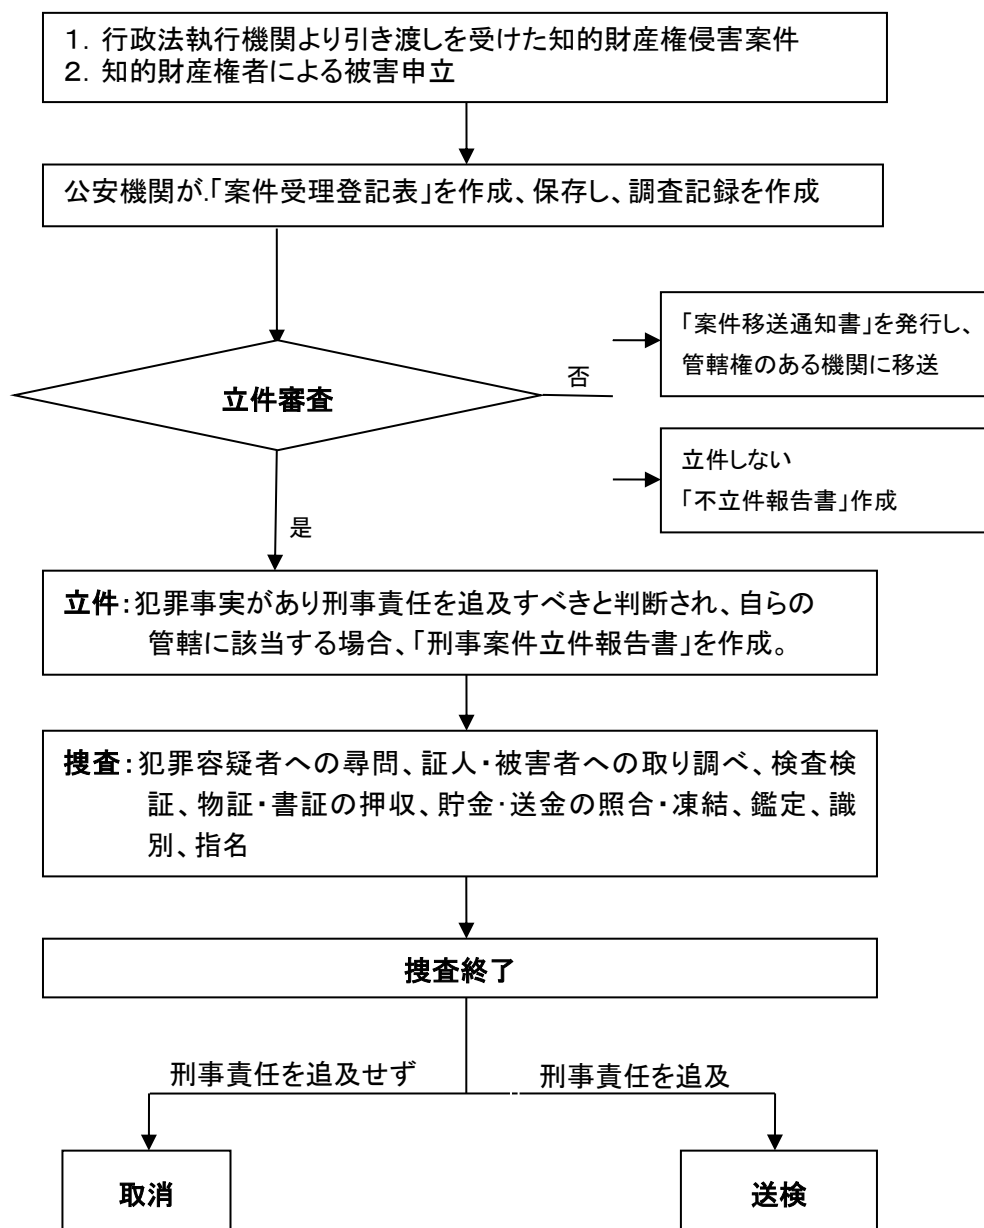 1．行政法執行機関より引き渡しを受けた知的財産権侵害案件
2．知的財産権者による被害申立
公安機関が.「案件受理登記表」を作成、保存し、調査記録を作成
「案件移送通知書」を発行し、
管轄権のある機関に移送
立件審査
否
立件しない
「不立件報告書」作成
是
立件：犯罪事実があり刑事責任を追及すべきと判断され、自らの
管轄に該当する場合、「刑事案件立件報告書」を作成。
捜査：犯罪容疑者への尋問、証人・被害者への取り調べ、検査検
証、物証・書証の押収、貯金・送金の照合・凍結、鑑定、識
別、指名
捜査終了
刑事責任を追及せず
刑事責任を追及
取消
送検